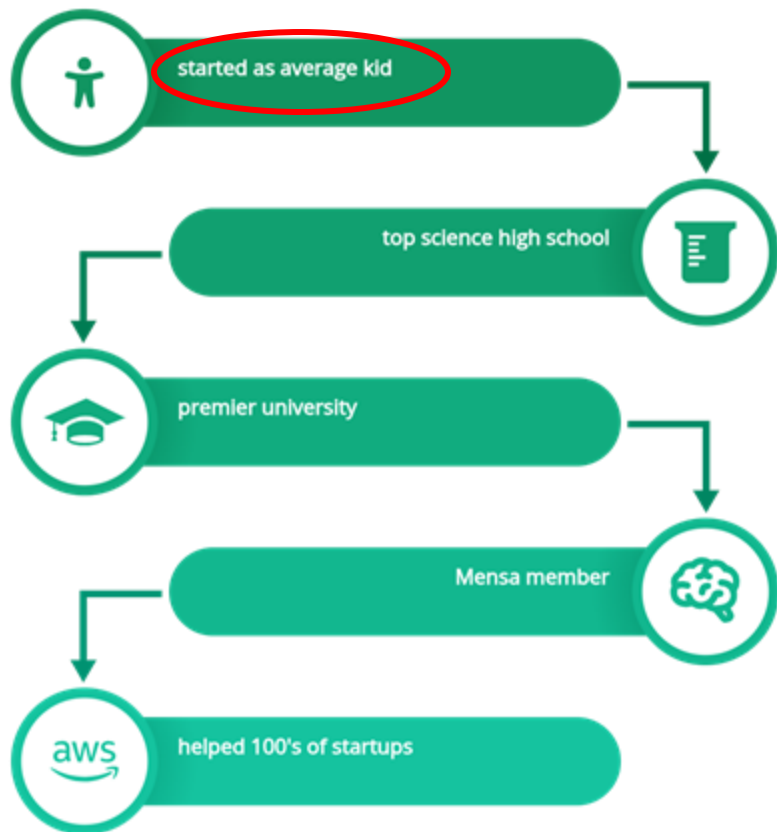 started as average kid
top science high school
premier university
Mensa member
aws
helped 100's of startups